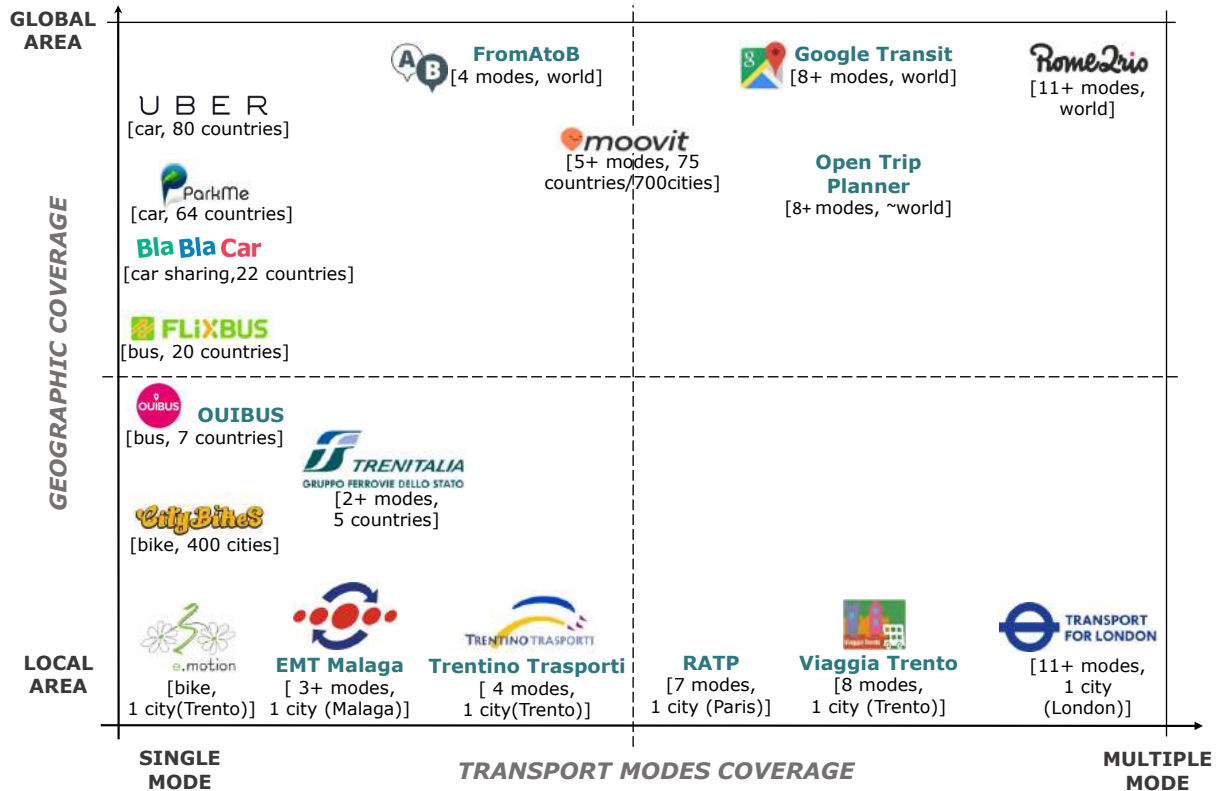 GLOBAL
AREA
FromAtoB
[4 modes, world]
A
B
Google Transit
[8+ modes, world]
8
Rome2rio
[11+ modes,
world]
UBER
[car, 80 countries]
moovit
[5+ modes, 75
countries/700cities]
Open Trip
Planner
[8+ modes, ~world]
ParkMe
[car, 64 countries]
Bla Bla Car
[car sharing,22 countries]
FLiXBUS
[bus, 20 countries]
GEOGRAPHIC COVERAGE
OUIBUS
OUIBUS
[bus, 7 countries]
TRENITALIA
GRUPPO FERROVIE DELLO STATO
[2+ modes,
5 countries]
CityBikes
[bike, 400 cities]
LOCAL
AREA
e.motion
[bike,
1 city(Trento)]
EMT Malaga
[ 3+ modes,
1 city (Malaga)]
TRENTINO TRASPORTI
Trentino Trasporti
[ 4 modes,
1 city(Trento)]
RATP
[7 modes,
1 city (Paris)]
Viaggia Trento
Viaggia Trento
[8 modes,
1 city (Trento)]
TRANSPORT
FOR LONDON
[11+ modes,
1 city
(London)]
SINGLE
MODE
TRANSPORT MODES COVERAGE
MULTIPLE
MODE